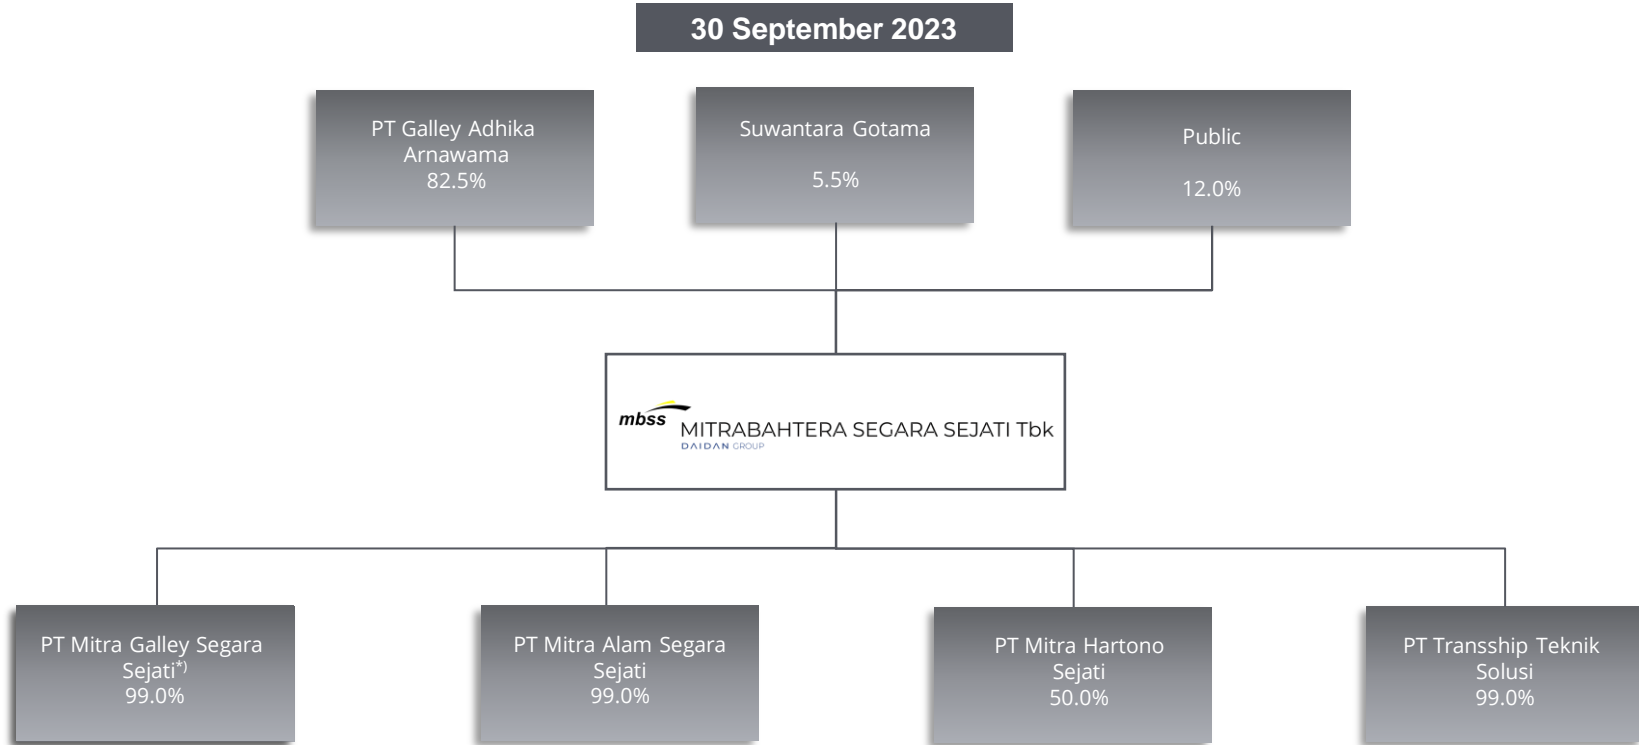 30 September 2023
PT Galley Adhika
Arnawama
82.5%
Suwantara Gotama
5.5%
Public
12.0%
mbss
MITRABAHTERA SEGARA SEJATI Tbk
DAIDAN GROUP
PT Mitra Galley Segara
Sejati*)
99.0%
PT Mitra Alam Segara
Sejati
99.0%
PT Mitra Hartono
Sejati
50.0%
PT Transship Teknik
Solusi
99.0%